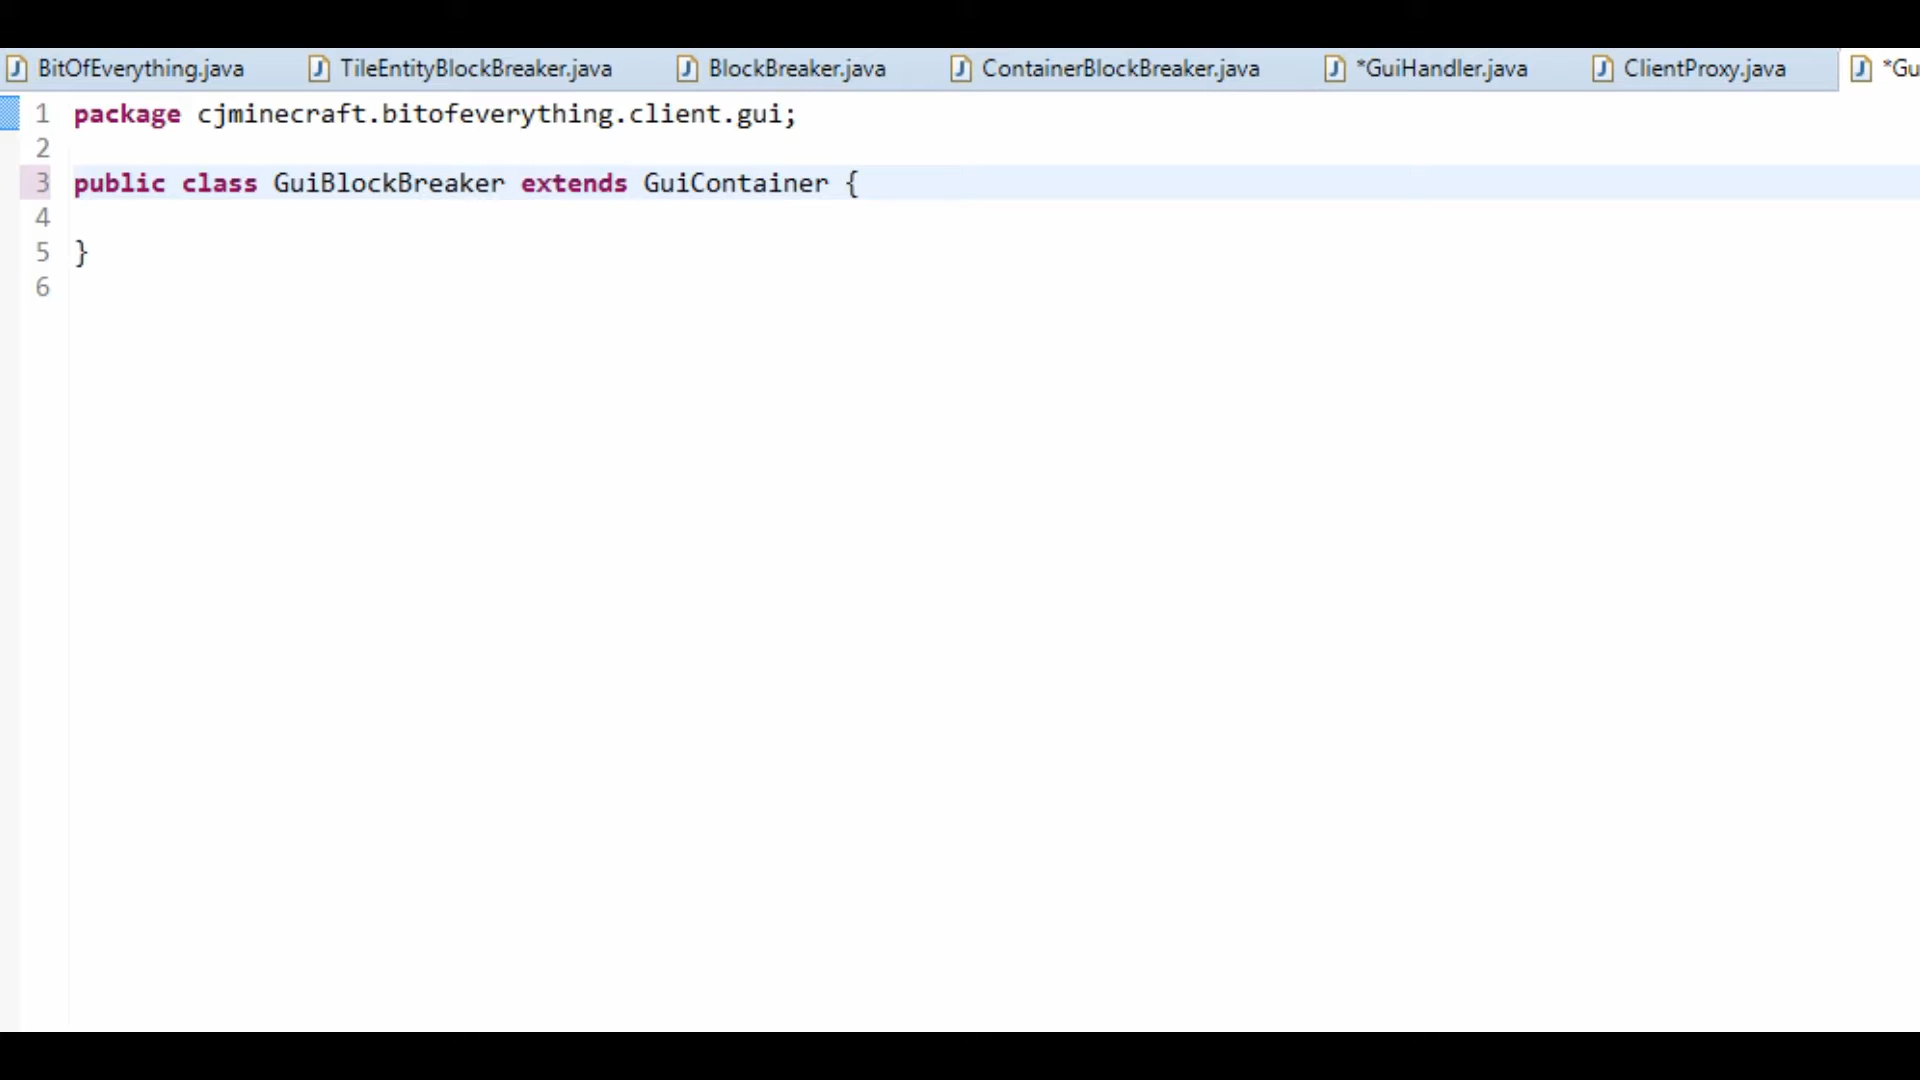 BitOfEverything.java TileEntityBlockBreaker.java BlockBreaker.java ContainerBlockBreaker.java *GuiHandler.java ClientProxy.java *Gu
1 package cjminecraft.bitofeverything.client.gui;
2
3 public class GuiBlockBreaker extends GuiContainer {
4
5 }
6